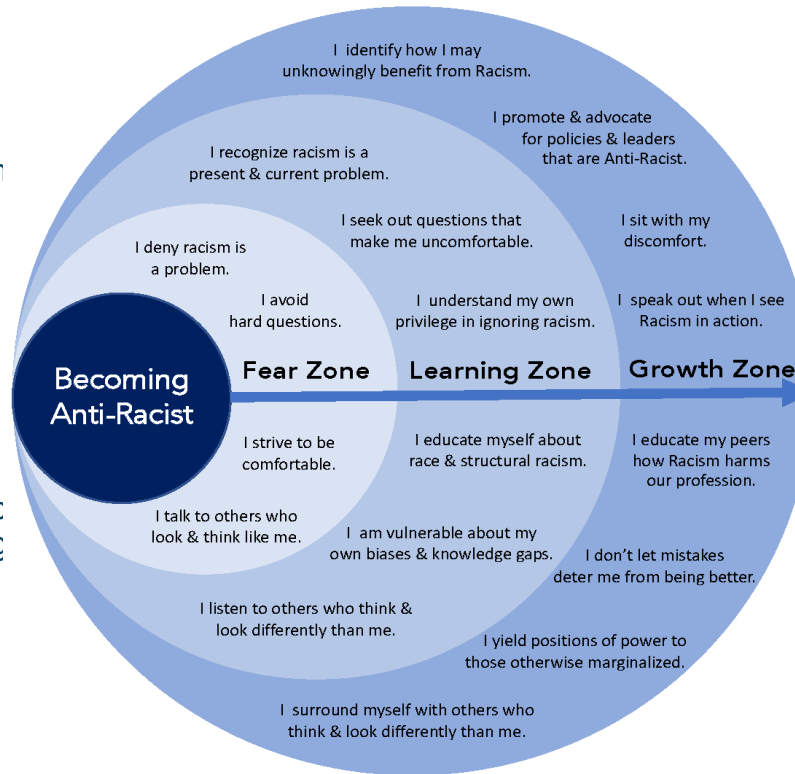 I identify how I may
unknowingly benefit from Racism.
I promote & advocate
for policies & leaders
that are Anti-Racist.
I recognize racism is a
present & current problem.
I seek out questions that
make me uncomfortable.
I sit with my
discomfort.
I deny racism is
a problem.
I avoid
hard questions.
I understand my own
privilege in ignoring racism.
I speak out when I see
Racism in action.
Becoming
Anti-Racist
Fear Zone
Learning Zone
Growth Zone
I strive to be
comfortable.
I educate myself about
race & structural racism.
I educate my peers
how Racism harms
our profession.
I talk to others who
look & think like me.
I am vulnerable about my
own biases & knowledge gaps.
I don't let mistakes
deter me from being better.
I listen to others who think &
look differently than me.
I yield positions of power to
those otherwise marginalized.
I surround myself with others who
think & look differently than me.